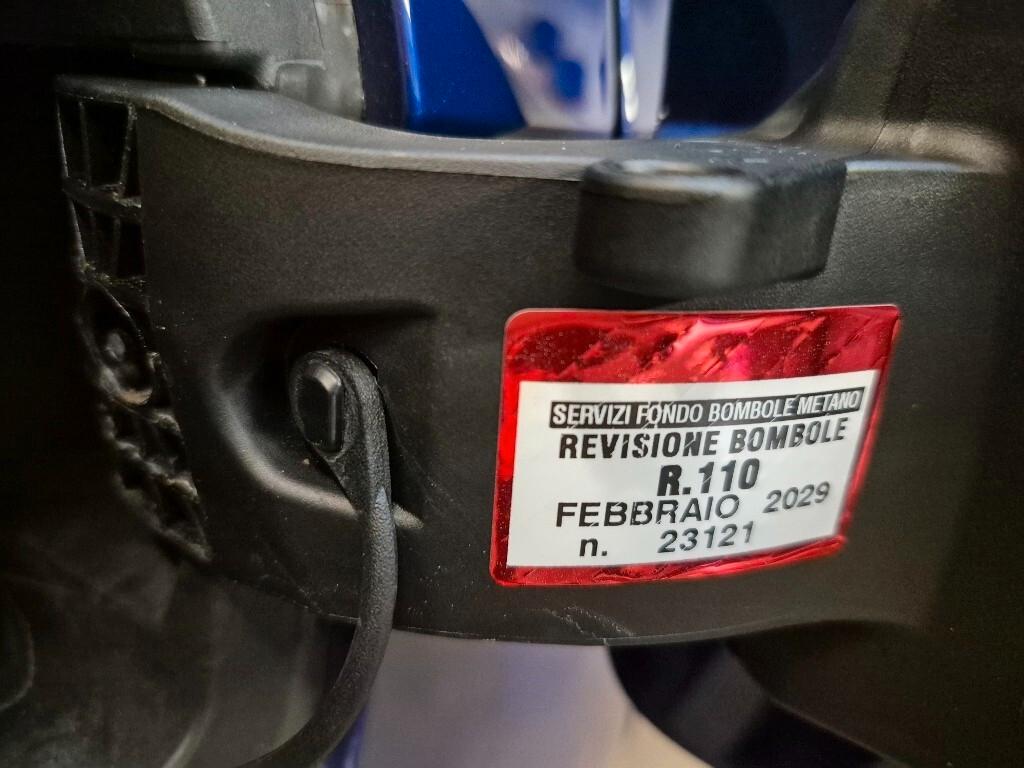 SERVIZI FONDO BOMBOLE METANO
REVISIONE BOMBOLE
R.110
FEBBRAIO 2029
n. 23121